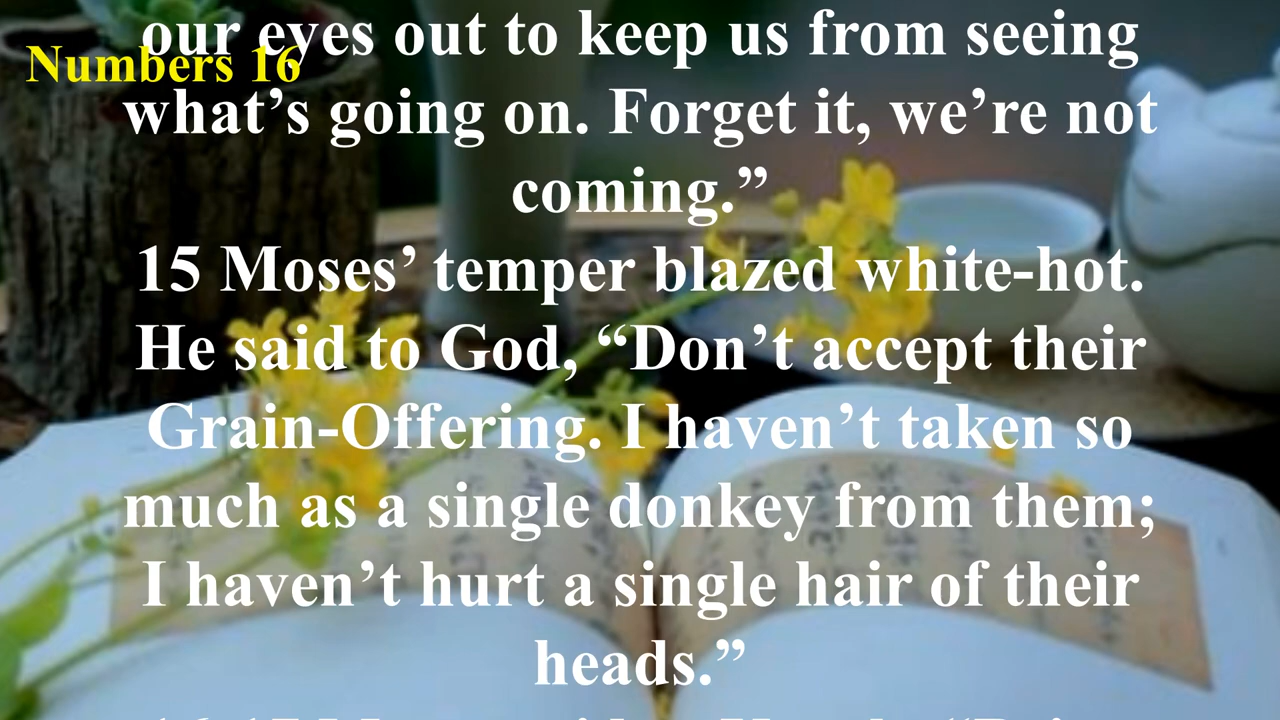 Numbers 16
our eyes out to keep us from seeing
what’s going on. Forget it, we’re not
coming.”
15 Moses’ temper blazed white-hot.
He said to God, “Don’t accept their
Grain-Offering. I haven’t taken so
much as a single donkey from them;
I haven’t hurt a single hair of their
heads.”